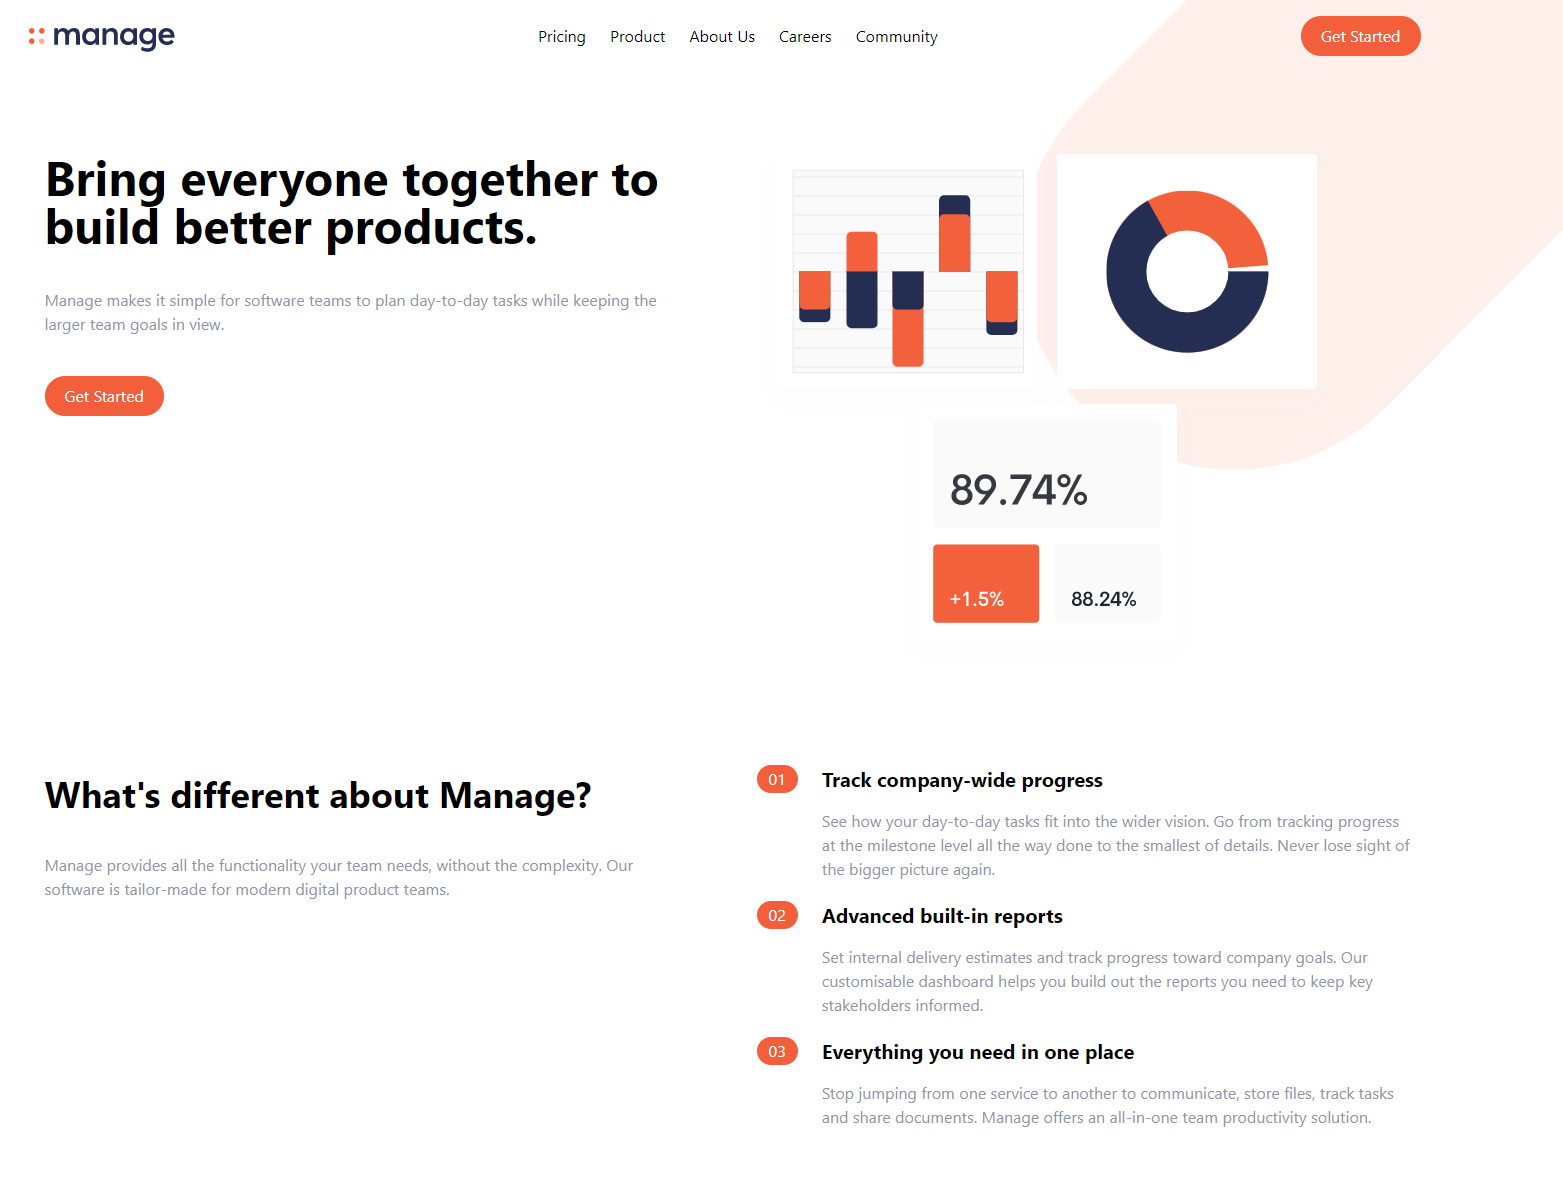 manage
Pricing Product About Us Careers Community
Get Started
Bring everyone together to
build better products.
Manage makes it simple for software teams to plan day-to-day tasks while keeping the
larger team goals in view.
Get Started
89.74%
+1.5%
88.24%
What's different about Manage?
Manage provides all the functionality your team needs, without the complexity. Our
software is tailor-made for modern digital product teams.
01 Track company-wide progress
See how your day-to-day tasks fit into the wider vision. Go from tracking progress
at the milestone level all the way done to the smallest of details. Never lose sight of
the bigger picture again.
02 Advanced built-in reports
Set internal delivery estimates and track progress toward company goals. Our
customisable dashboard helps you build out the reports you need to keep key
stakeholders informed.
03 Everything you need in one place
Stop jumping from one service to another to communicate, store files, track tasks
and share documents. Manage offers an all-in-one team productivity solution.